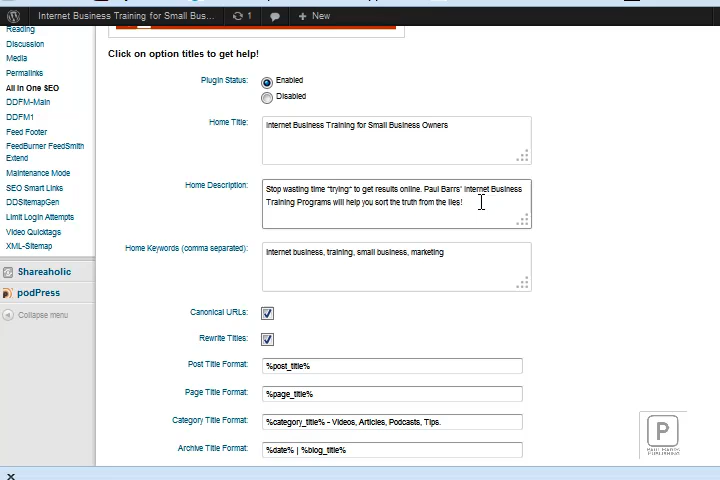 Internet Business Training for Small Bus... 1 + New
Reading
Discussion
Media
Permalinks
All in One SEO
DDFM-Main
DDFM1
Feed Footer
FeedBurner FeedSmith
Extend
Maintenance Mode
SEO Smart Links
DDSitemapGen
Limit Login Attempts
Video Quicktags
XML-Sitemap
Shareaholic
podPress
Collapse menu
Click on option titles to get help!
Plugin Status: Enabled
Disabled
Home Title: Internet Business Training for Small Business Owners
Home Description: Stop wasting time *trying* to get results online. Paul Barrs' Internet Business
Training Programs will help you sort the truth from the lies!
Home Keywords (comma separated): internet business, training, small business, marketing
Canonical URLs:
Rewrite Titles:
Post Title Format: %post_title%
Page Title Format: %page_title%
Category Title Format: %category_title% - Videos, Articles, Podcasts, Tips.
Archive Title Format: %date% | %blog_title%
P
PAUL BARRS